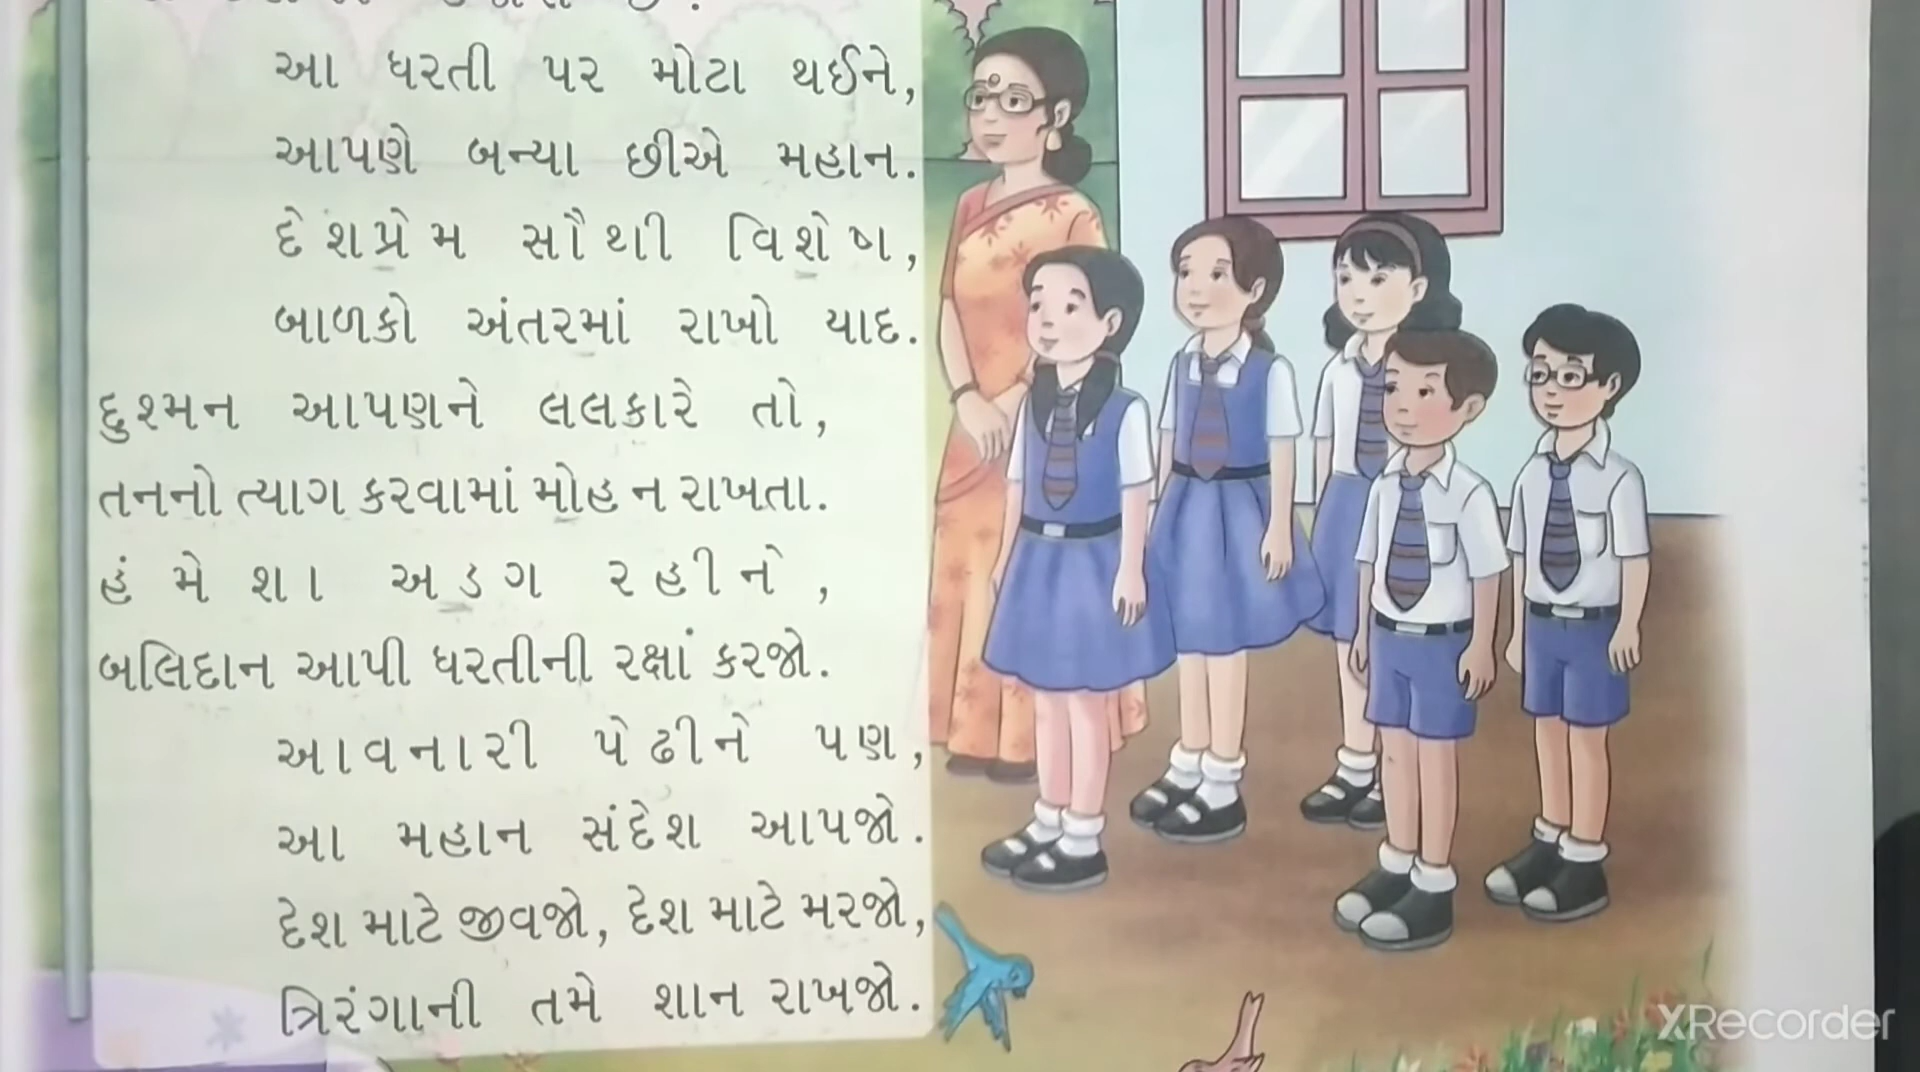 આ ધરતી પર મોટા થઈને,
આપણે બન્યા છીએ મહાન.
દેશપ્રેમ સૌથી વિશેષ,
બાળકો અંતરમાં રાખો યાદ.
દુશ્મન આપણને લલકારે તો,
તનનો ત્યાગ કરવામાં મોહ ન રાખતા.
હંમેશા અડગ રહીને,
બલિદાન આપી ધરતીની રક્ષાં કરજો.
આવનારી પેઢીને પણ,
આ મહાન સંદેશ આપજો.
દેશ માટે જીવજો, દેશ માટે મરજો,
ત્રિરંગાની તમે શાન રાખજો.
XRecorder